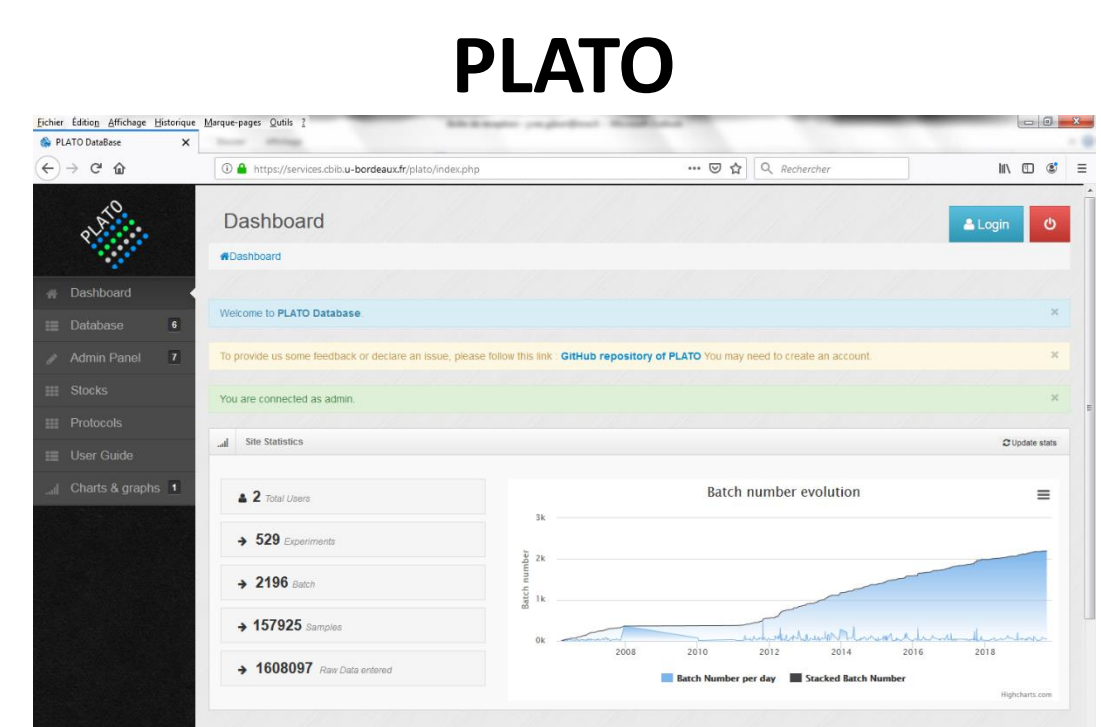 PLATO
Fichier Édition Affichage Historique Marque-pages Outils ?
PLATO DataBase
https://services.cbib.u-bordeaux.fr/plato/index.php
Rechercher
PLATO
Dashboard
Login
Dashboard
Dashboard
Database 6
Admin Panel 7
Stocks
Protocols
User Guide
Charts & graphs 1
Welcome to PLATO Database
To provide us some feedback or declare an issue, please follow this link : GitHub repository of PLATO You may need to create an account.
You are connected as admin.
Site Statistics
Update stats
2 Total Users
529 Experiments
2196 Batch
157925 Samples
1608097 Raw Data entered
Batch number evolution
Batch number
3k
2k
1k
0k
2008 2010 2012 2014 2016 2018
Batch Number per day Stacked Batch Number
Highcharts.com